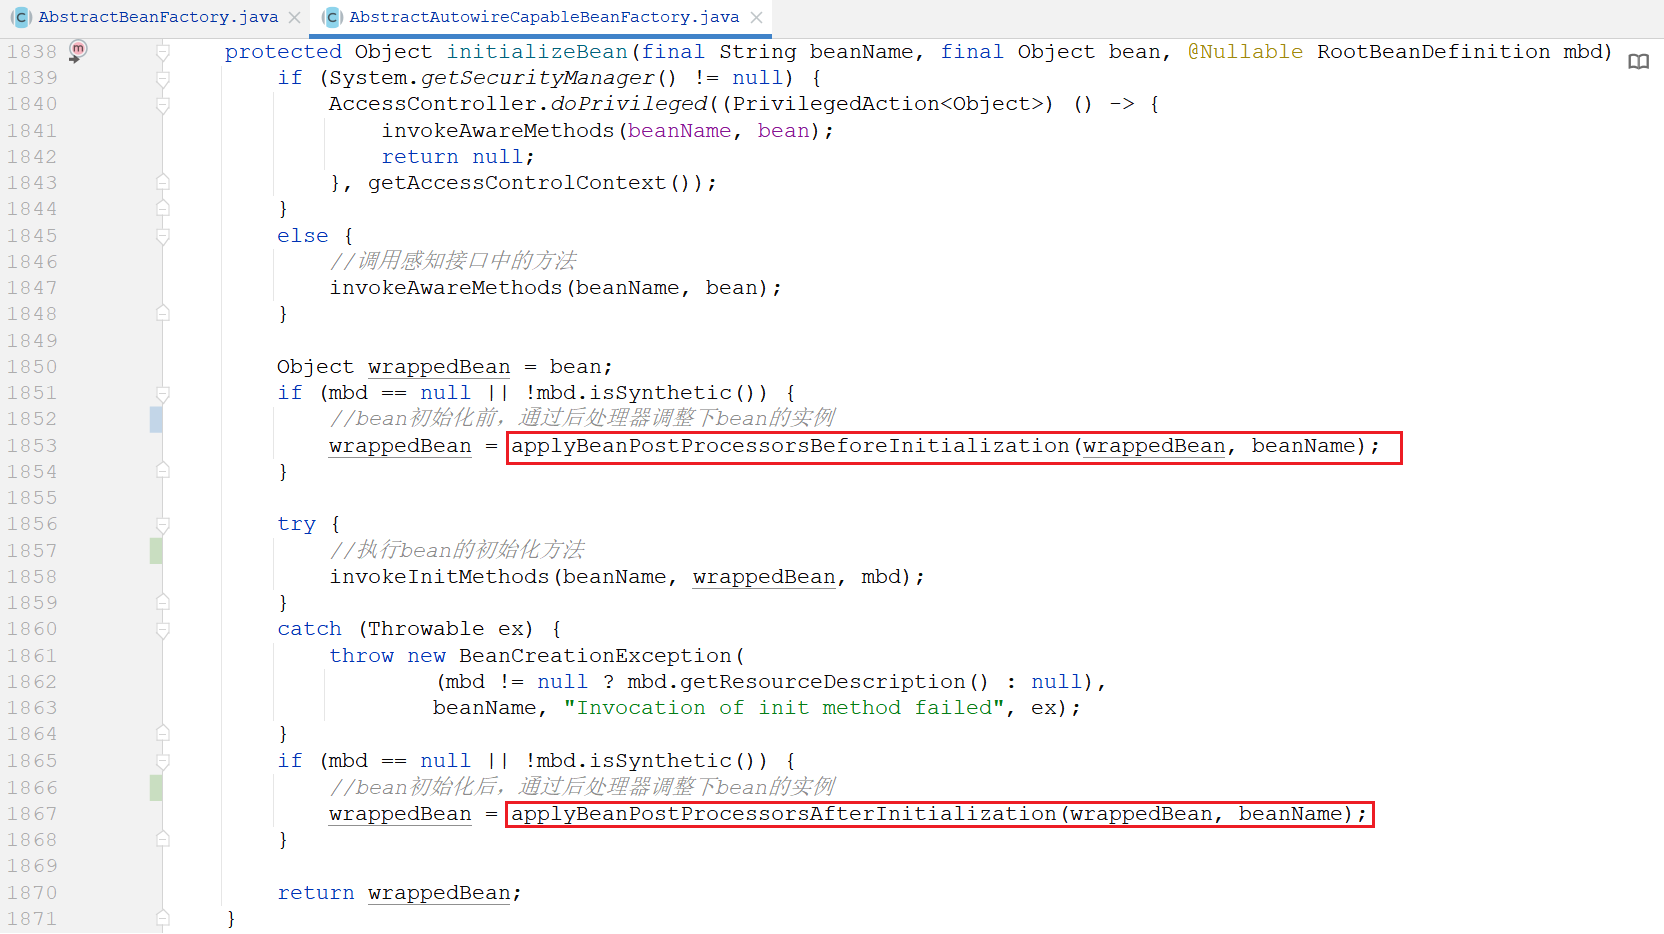 AbstractBeanFactory.java AbstractAutowireCapableBeanFactory.java
1838 protected Object initializeBean(final String beanName, final Object bean, @Nullable RootBeanDefinition mbd)
1839 if (System.getSecurityManager() != null) {
1840 AccessController.doPrivileged((PrivilegedAction<Object>) () -> {
1841 invokeAwareMethods(beanName, bean);
1842 return null;
1843 }, getAccessControlContext());
1844 }
1845 else {
1846 //调用感知接口中的方法
1847 invokeAwareMethods(beanName, bean);
1848 }
1849
1850 Object wrappedBean = bean;
1851 if (mbd == null || !mbd.isSynthetic()) {
1852 //bean初始化前，通过后处理器调整下bean的实例
1853 wrappedBean = applyBeanPostProcessorsBeforeInitialization(wrappedBean, beanName);
1854 }
1855
1856 try {
1857 //执行bean的初始化方法
1858 invokeInitMethods(beanName, wrappedBean, mbd);
1859 }
1860 catch (Throwable ex) {
1861 throw new BeanCreationException(
1862 (mbd != null ? mbd.getResourceDescription() : null),
1863 beanName, "Invocation of init method failed", ex);
1864 }
1865 if (mbd == null || !mbd.isSynthetic()) {
1866 //bean初始化后，通过后处理器调整下bean的实例
1867 wrappedBean = applyBeanPostProcessorsAfterInitialization(wrappedBean, beanName);
1868 }
1869
1870 return wrappedBean;
1871 }